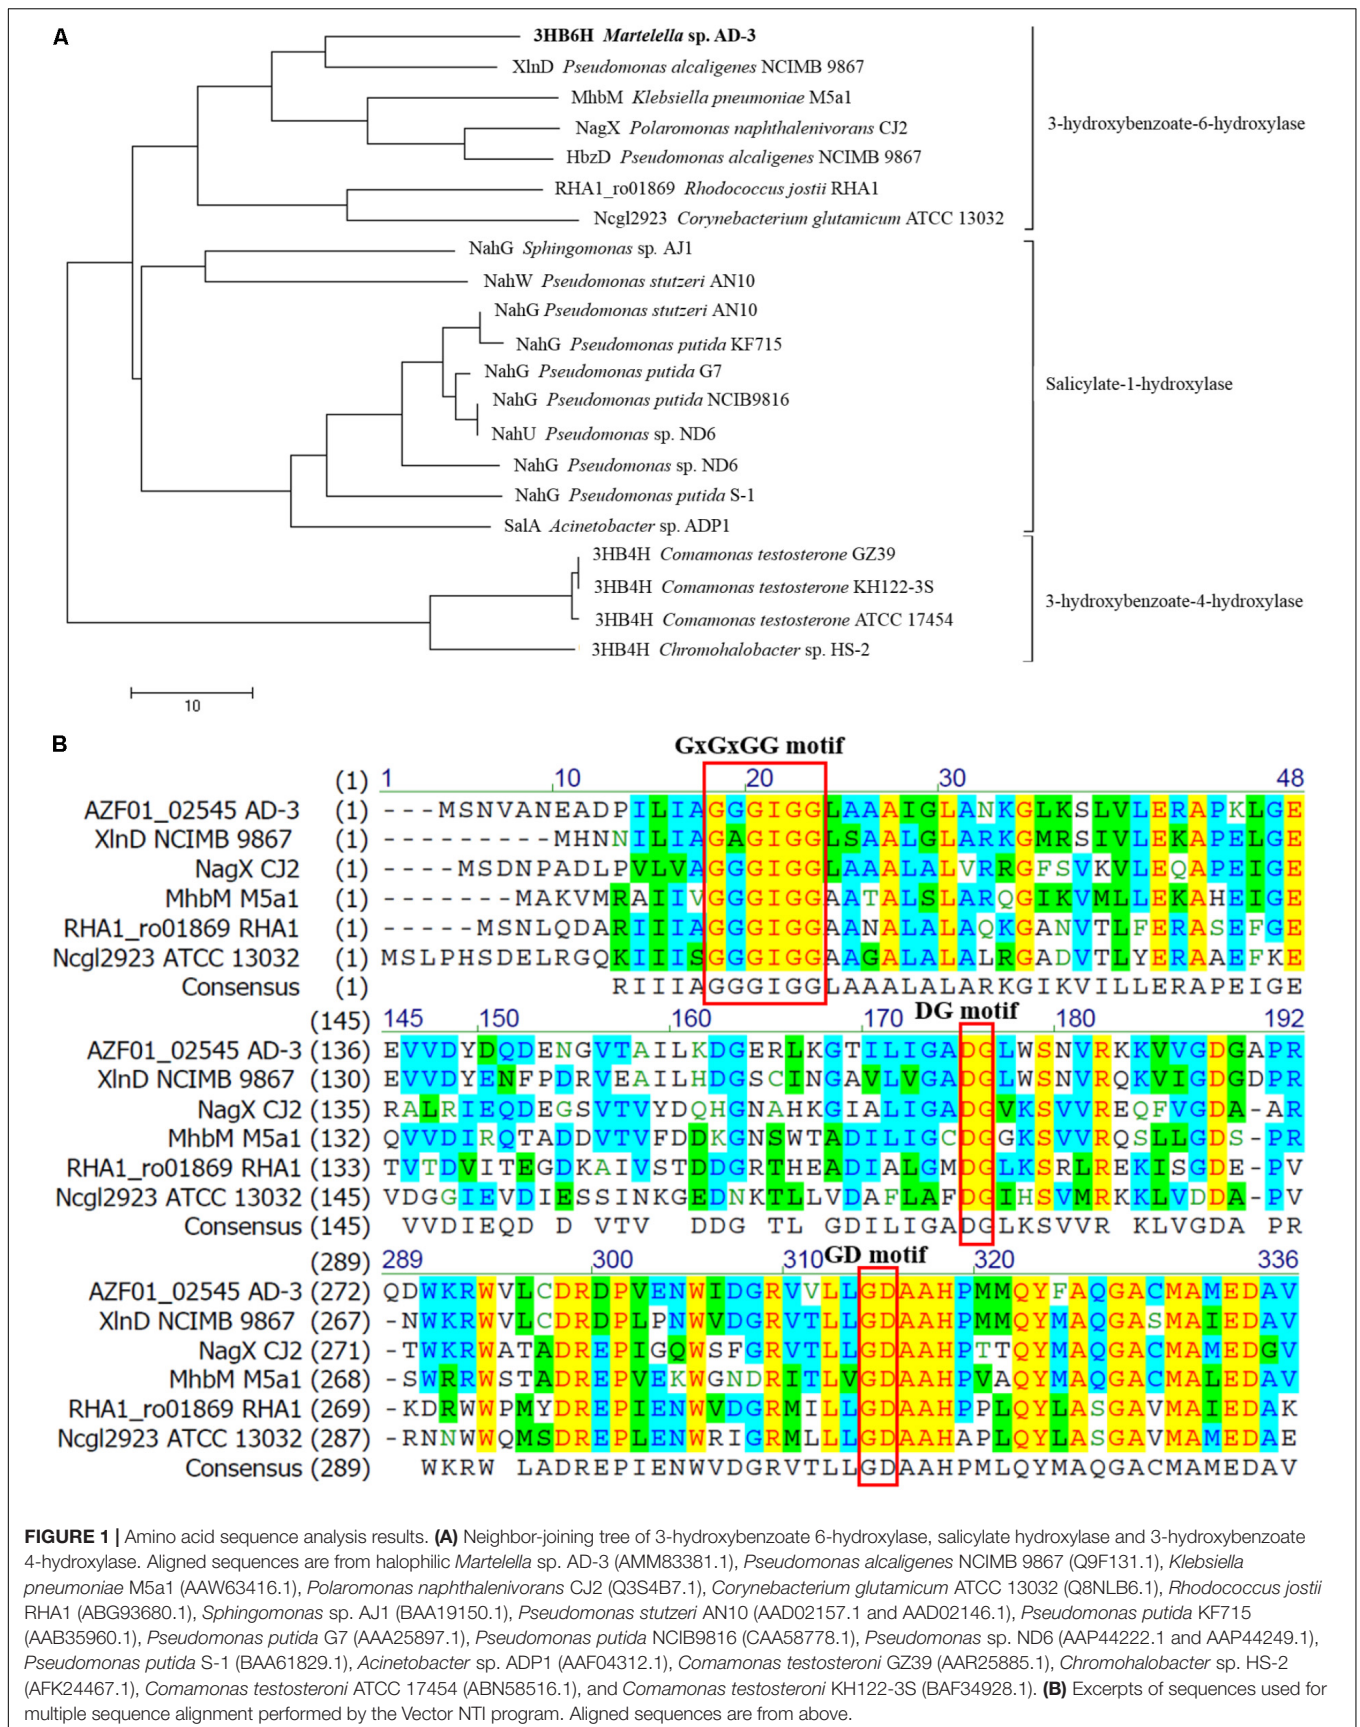 A
3HB6H Martelella sp. AD-3
XlnD Pseudomonas alcaligenes NCIMB 9867
MhbM Klebsiella pneumoniae M5a1
3-hydroxybenzoate-6-hydroxylase
NagX Polaromonas naphthalenivorans CJ2
HbzD Pseudomonas alcaligenes NCIMB 9867
RHA1_ro01869 Rhodococcus jostii RHA1
Ncgl2923 Corynebacterium glutamicum ATCC 13032
NahG Sphingomonas sp. AJ1
NahW Pseudomonas stutzeri AN10
NahG Pseudomonas stutzeri AN10
NahG Pseudomonas putida KF715
NahG Pseudomonas putida G7
Salicylate-1-hydroxylase
NahG Pseudomonas putida NCIB9816
NahU Pseudomonas sp. ND6
NahG Pseudomonas sp. ND6
NahG Pseudomonas putida S-1
SalA Acinetobacter sp. ADP1
3HB4H Comamonas testosterone GZ39
3HB4H Comamonas testosterone KH122-3S
3-hydroxybenzoate-4-hydroxylase
3HB4H Comamonas testosterone ATCC 17454
3HB4H Chromohalobacter sp. HS-2
10
B
GxGxGG motif
(1) 1 10 20 30 48
AZF01_02545 AD-3 (1) ---MSNVANEADPILIAGGGIGGLAAAIGLANKGLKSLVLERAPKLGE
XlnD NCIMB 9867 (1) ---------MHNNILIAGAGIGGLSAALGLARKGMRSIVLEKAPELGE
NagX CJ2 (1) ----MSDNPADLPVLVAGGGIGGLAAALALVRRGFSVKVLEQAPEIGE
MhbM M5a1 (1) -------MAKVMRAIIVGGGIGGAATALSLARQGIKVMLLEKAHEIGE
RHA1_ro01869 RHA1 (1) -----MSNLQDARIIIAGGGIGGAANALALAQKGANVTLFERASEFGE
Ncgl2923 ATCC 13032 (1) MSLPHSDELRGQKIIISGGGIGGAAGALALALRGADVTLYERAAEFKE
Consensus (1) RIIIAGGGIGGLAAALALARKGIKVILLERAPEIGE
DG motif
(145) 145 150 160 170 180 192
AZF01_02545 AD-3 (136) EVVDYDQDENGVTAILKDGERLKGTILIGADGLWSNVRKKVVGDGAPR
XlnD NCIMB 9867 (130) EVVDYENFPDRVEAILHDGSCINGAVLVGADGLWSNVRQKVIGDGDPR
NagX CJ2 (135) RALRIEQDEGSVTVYDQHGNAHKGIALIGADGVKSVVREQFVGDA-AR
MhbM M5a1 (132) QVVDIRQTADDVTVFDDKGNSWTADILIGCDGGKSVVRQSLLGDS-PR
RHA1_ro01869 RHA1 (133) TVTDVITEGDKAIVSTDDGRTHEADIALGMDGLKSRLREKISGDE-PV
Ncgl2923 ATCC 13032 (145) VDGGIEVDIESSINKGEDNKTLLVDAFLAFDGIHSVMRKKLVDDA-PV
Consensus (145) VVDIEQD D VTV DDG TL GDILIGADGLKSVVR KLVGDA PR
GD motif
(289) 289 300 310 320 336
AZF01_02545 AD-3 (272) QDWKRWVLCDRDPVENWIDGRVVLLGDAAHPMMQYFAQGACMAMEDAV
XlnD NCIMB 9867 (267) -NWKRWVLCDRDPLPNWVDGRVTLLGDAAHPMMQYMAQGASMAIEDAV
NagX CJ2 (271) -TWKRWATADREPIGQWSFGRVTLLGDAAHPTTQYMAQGACMAMEDGV
MhbM M5a1 (268) -SWRRWSTADREPVEKWGNDRITLVGDAAHPVAQYMAQGACMALEDAV
RHA1_ro01869 RHA1 (269) -KDRWWPMYDREPIENWVDGRMILLGDAAHPPLQYLASGAVMAIEDAK
Ncgl2923 ATCC 13032 (287) -RNNWWQMSDREPLENWRIGRMLLLGDAAHAPLQYLASGAVMAMEDAE
Consensus (289) WKRW LADREPIENWVDGRVTLLGDAAHPMLQYMAQGACMAMEDAV
FIGURE 1 | Amino acid sequence analysis results. (A) Neighbor-joining tree of 3-hydroxybenzoate 6-hydroxylase, salicylate hydroxylase and 3-hydroxybenzoate
4-hydroxylase. Aligned sequences are from halophilic Martelella sp. AD-3 (AMM83381.1), Pseudomonas alcaligenes NCIMB 9867 (Q9F131.1), Klebsiella
pneumoniae M5a1 (AAW63416.1), Polaromonas naphthalenivorans CJ2 (Q3S4B7.1), Corynebacterium glutamicum ATCC 13032 (Q8NLB6.1), Rhodococcus jostii
RHA1 (ABG93680.1), Sphingomonas sp. AJ1 (BAA19150.1), Pseudomonas stutzeri AN10 (AAD02157.1 and AAD02146.1), Pseudomonas putida KF715
(AAB35960.1), Pseudomonas putida G7 (AAA25897.1), Pseudomonas putida NCIB9816 (CAA58778.1), Pseudomonas sp. ND6 (AAP44222.1 and AAP44249.1),
Pseudomonas putida S-1 (BAA61829.1), Acinetobacter sp. ADP1 (AAF04312.1), Comamonas testosteroni GZ39 (AAR25885.1), Chromohalobacter sp. HS-2
(AFK24467.1), Comamonas testosteroni ATCC 17454 (ABN58516.1), and Comamonas testosteroni KH122-3S (BAF34928.1). (B) Excerpts of sequences used for
multiple sequence alignment performed by the Vector NTI program. Aligned sequences are from above.